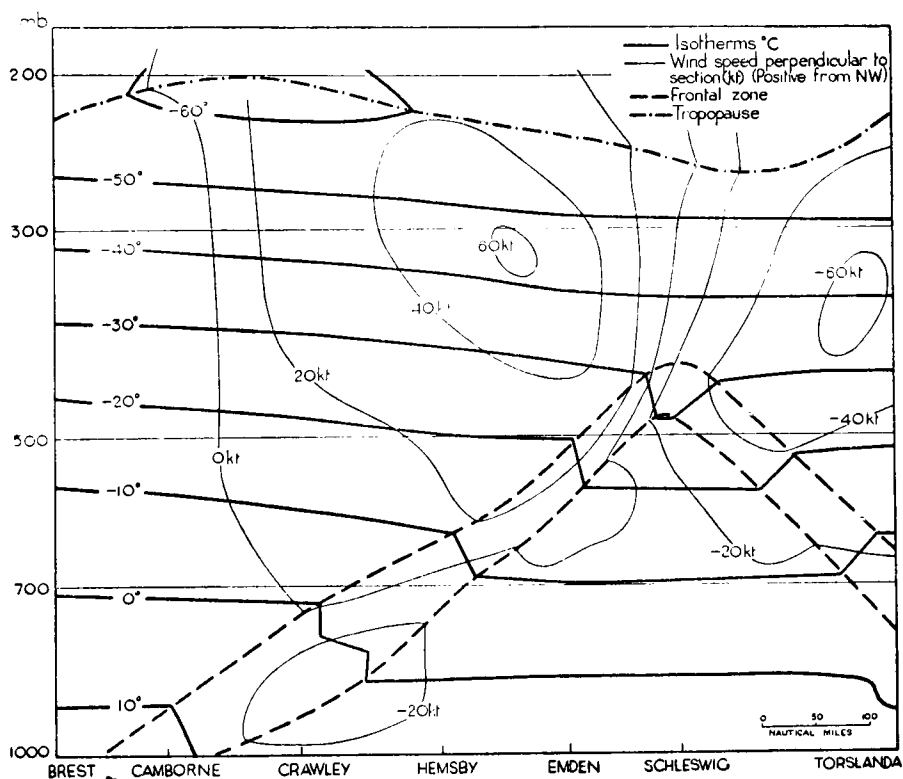 mb
200
300
500
700
1000
Isotherms °C
Wind speed perpendicular to
section (kt) (Positive from NW)
Frontal zone
Tropopause
-60°
-50°
-40°
-30°
-20°
-10°
0°
10°
0kt
20kt
40kt
60kt
-60kt
-40kt
-20kt
-20kt
0 50 100
NAUTICAL MILES
BREST CAMBORNE CRAWLEY HEMSBY EMDEN SCHLESWIG TORSLANDA